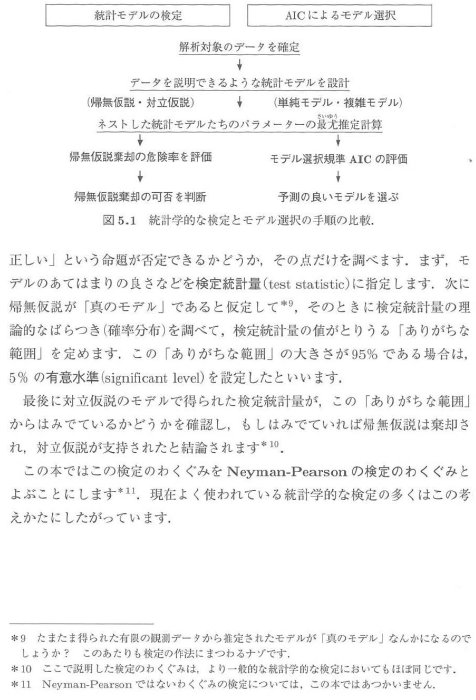 統計モデルの検定　AICによるモデル選択
解析対象のデータを確定
↓
データを説明できるような統計モデルを設計
(帰無仮説・対立仮説)　↓　(単純モデル・複雑モデル)
さいゆう
ネストした統計モデルたちのパラメーターの最尤推定計算
↓　↓
帰無仮説棄却の危険率を評価　モデル選択規準 AIC の評価
↓　↓
帰無仮説棄却の可否を判断　予測の良いモデルを選ぶ
図 5.1　統計学的な検定とモデル選択の手順の比較.
正しい」という命題が否定できるかどうか，その点だけを調べます．まず，モ
デルのあてはまりの良さなどを検定統計量(test statistic)に指定します．次に
帰無仮説が「真のモデル」であると仮定して*9，そのときに検定統計量の理
論的なばらつき(確率分布)を調べて，検定統計量の値がとりうる「ありがちな
範囲」を定めます．この「ありがちな範囲」の大きさが95% である場合は，
5% の有意水準(significant level)を設定したといいます．
最後に対立仮説のモデルで得られた検定統計量が，この「ありがちな範囲」
からはみでているかどうかを確認し，もしはみでていれば帰無仮説は棄却さ
れ，対立仮説が支持されたと結論されます*10．
この本ではこの検定のわくぐみを Neyman-Pearson の検定のわくぐみと
よぶことにします*11．現在よく使われている統計学的な検定の多くはこの考
えかたにしたがっています．
*9　たまたま得られた有限の観測データから推定されたモデルが「真のモデル」なんかになるので
しょうか？　このあたりも検定の作法にまつわるナゾです．
*10　ここで説明した検定のわくぐみは，より一般的な統計学的な検定においてもほぼ同じです．
*11　Neyman-Pearson ではないわくぐみの検定については，この本ではあつかいません．